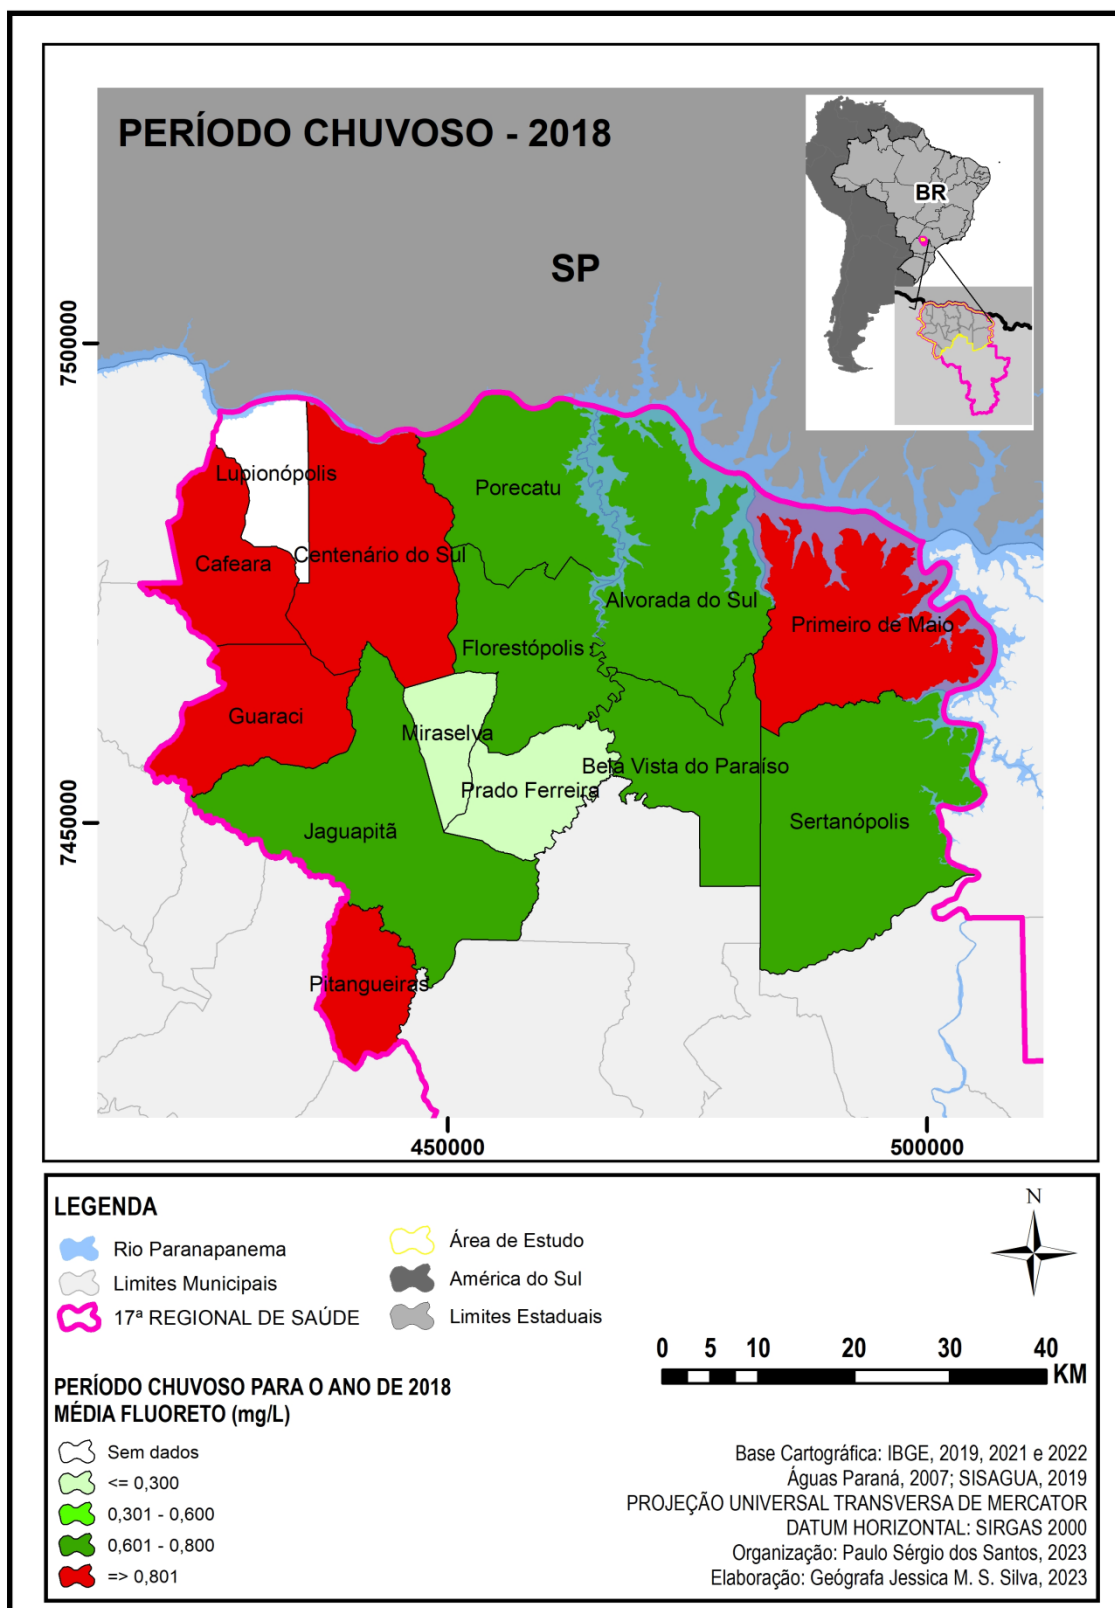 PERÍODO CHUVOSO - 2018
BR
SP
7500000
7450000
Lupionópolis
Porecatu
Cafeara
Centenário do Sul
Alvorada do Sul
Primeiro de Maio
Florestópolis
Guaraci
Miraselva
Bela Vista do Paraíso
Prado Ferreira
Sertanópolis
Jaguapitã
Pitangueiras
450000
500000
LEGENDA
Rio Paranapanema
Limites Municipais
17ª REGIONAL DE SAÚDE
Área de Estudo
América do Sul
Limites Estaduais
N
0 5 10 20 30 40
KM
PERÍODO CHUVOSO PARA O ANO DE 2018
MÉDIA FLUORETO (mg/L)
Sem dados
<= 0,300
0,301 - 0,600
0,601 - 0,800
=> 0,801
Base Cartográfica: IBGE, 2019, 2021 e 2022
Águas Paraná, 2007; SISAGUA, 2019
PROJEÇÃO UNIVERSAL TRANSVERSA DE MERCATOR
DATUM HORIZONTAL: SIRGAS 2000
Organização: Paulo Sérgio dos Santos, 2023
Elaboração: Geógrafa Jessica M. S. Silva, 2023